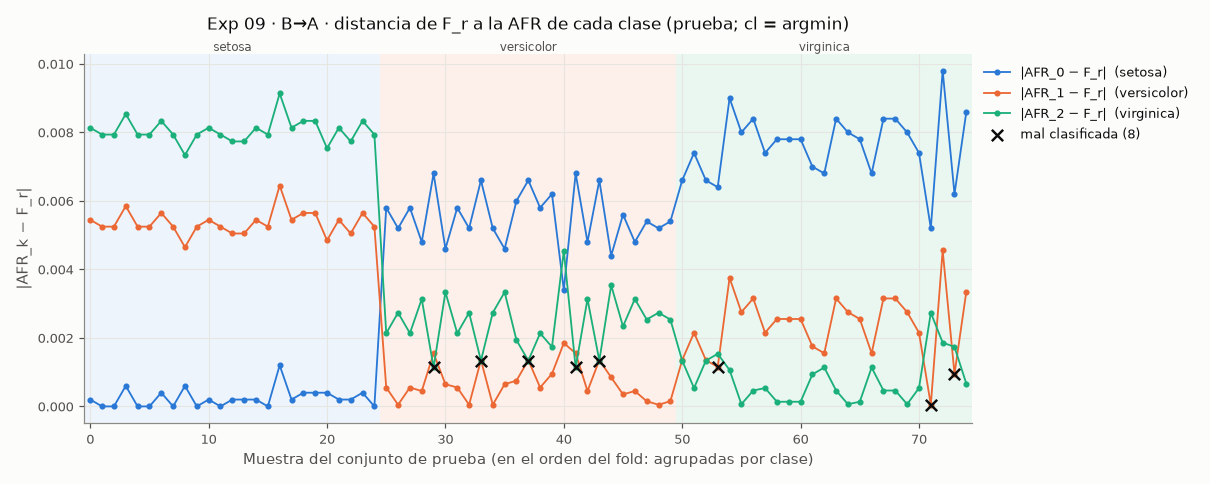 Exp 09 · B→A · distancia de F_r a la AFR de cada clase (prueba; cl = argmin)
setosa
versicolor
virginica
|AFR_0 − F_r| (setosa)
|AFR_1 − F_r| (versicolor)
|AFR_2 − F_r| (virginica)
mal clasificada (8)
|AFR_k − F_r|
0.010
0.008
0.006
0.004
0.002
0.000
0
10
20
30
40
50
60
70
Muestra del conjunto de prueba (en el orden del fold: agrupadas por clase)